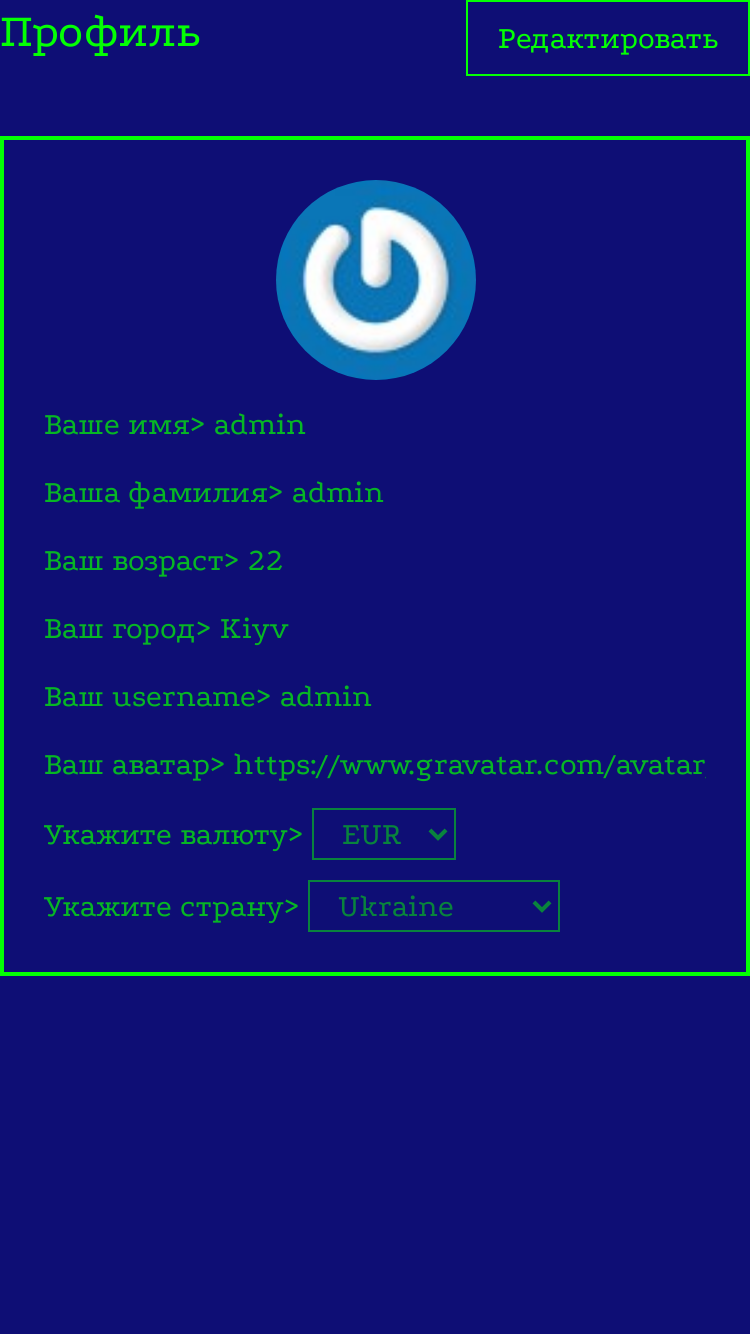 Профиль
Редактировать
Ваше имя> admin
Ваша фамилия> admin
Ваш возраст> 22
Ваш город> Kiyv
Ваш username> admin
Ваш аватар> https://www.gravatar.com/avatar
Укажите валюту> EUR
Укажите страну> Ukraine